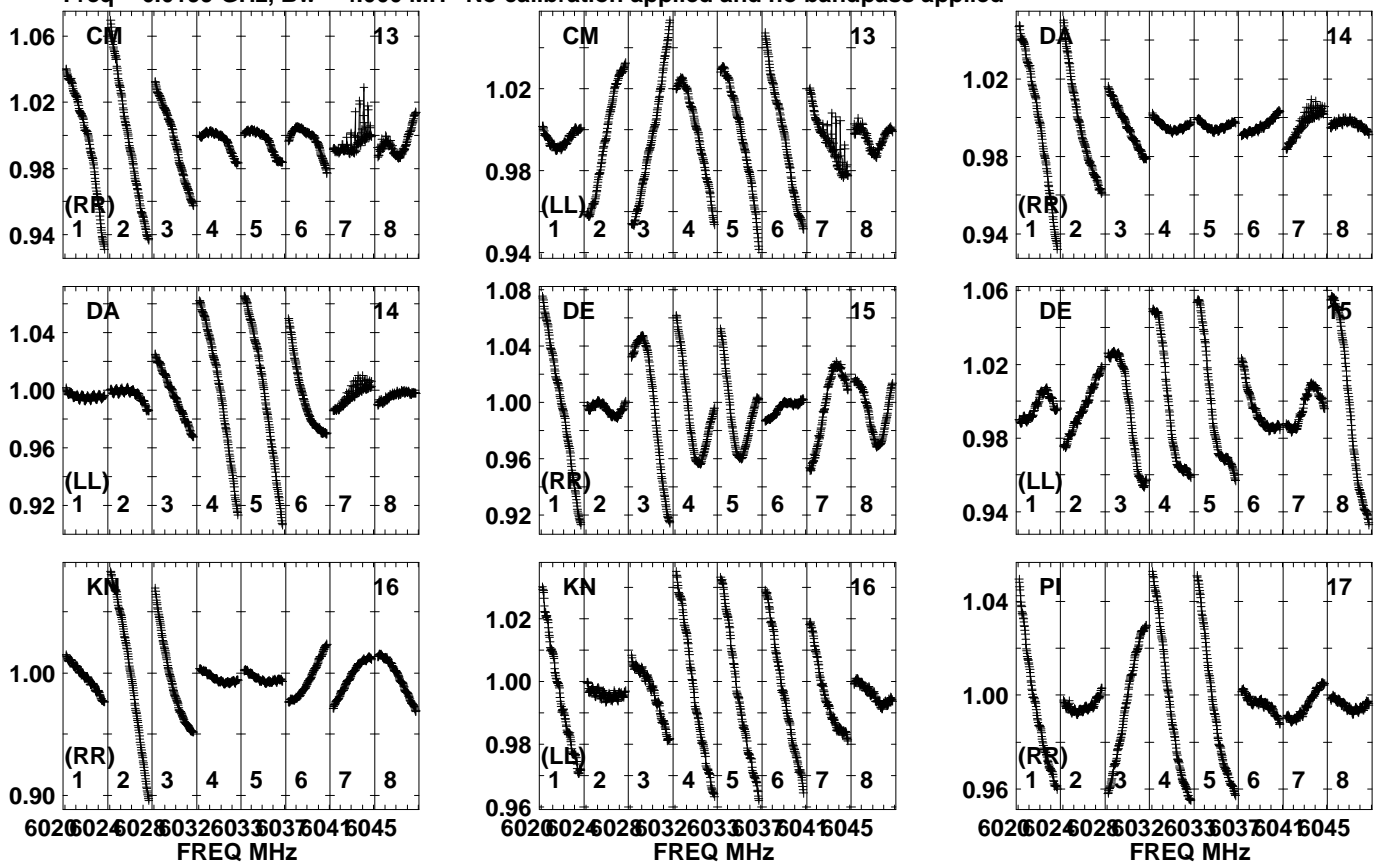 No calibration applied and no bandpass applied
1.06 CM 13 CM 13 DA 14
1.02 1.02 1.02
0.98 0.98 0.98
(RR) (LL) (RR)
1 2 3 4 5 6 7 8 1 2 3 4 5 6 7 8 1 2 3 4 5 6 7 8
0.94 0.94 0.94
DA 14 1.08 DE 15 1.06 DE 15
1.04 1.04 1.02
1.00 1.00
0.96 0.96 0.98
(LL) (RR) (LL)
1 2 3 4 5 6 7 8 1 2 3 4 5 6 7 8 1 2 3 4 5 6 7 8
0.92 0.92 0.94
KN 16 KN 16 PI 17
1.02 1.04
1.00 1.00 1.00
0.98
(RR) (LL) (RR)
1 2 3 4 5 6 7 8 1 2 3 4 5 6 7 8 1 2 3 4 5 6 7 8
0.90 0.96 0.96
6020 6024 6028 6032 6033 6037 6041 6045 6020 6024 6028 6032 6033 6037 6041 6045 6020 6024 6028 6032 6033 6037 6041 6045
FREQ MHz FREQ MHz FREQ MHz